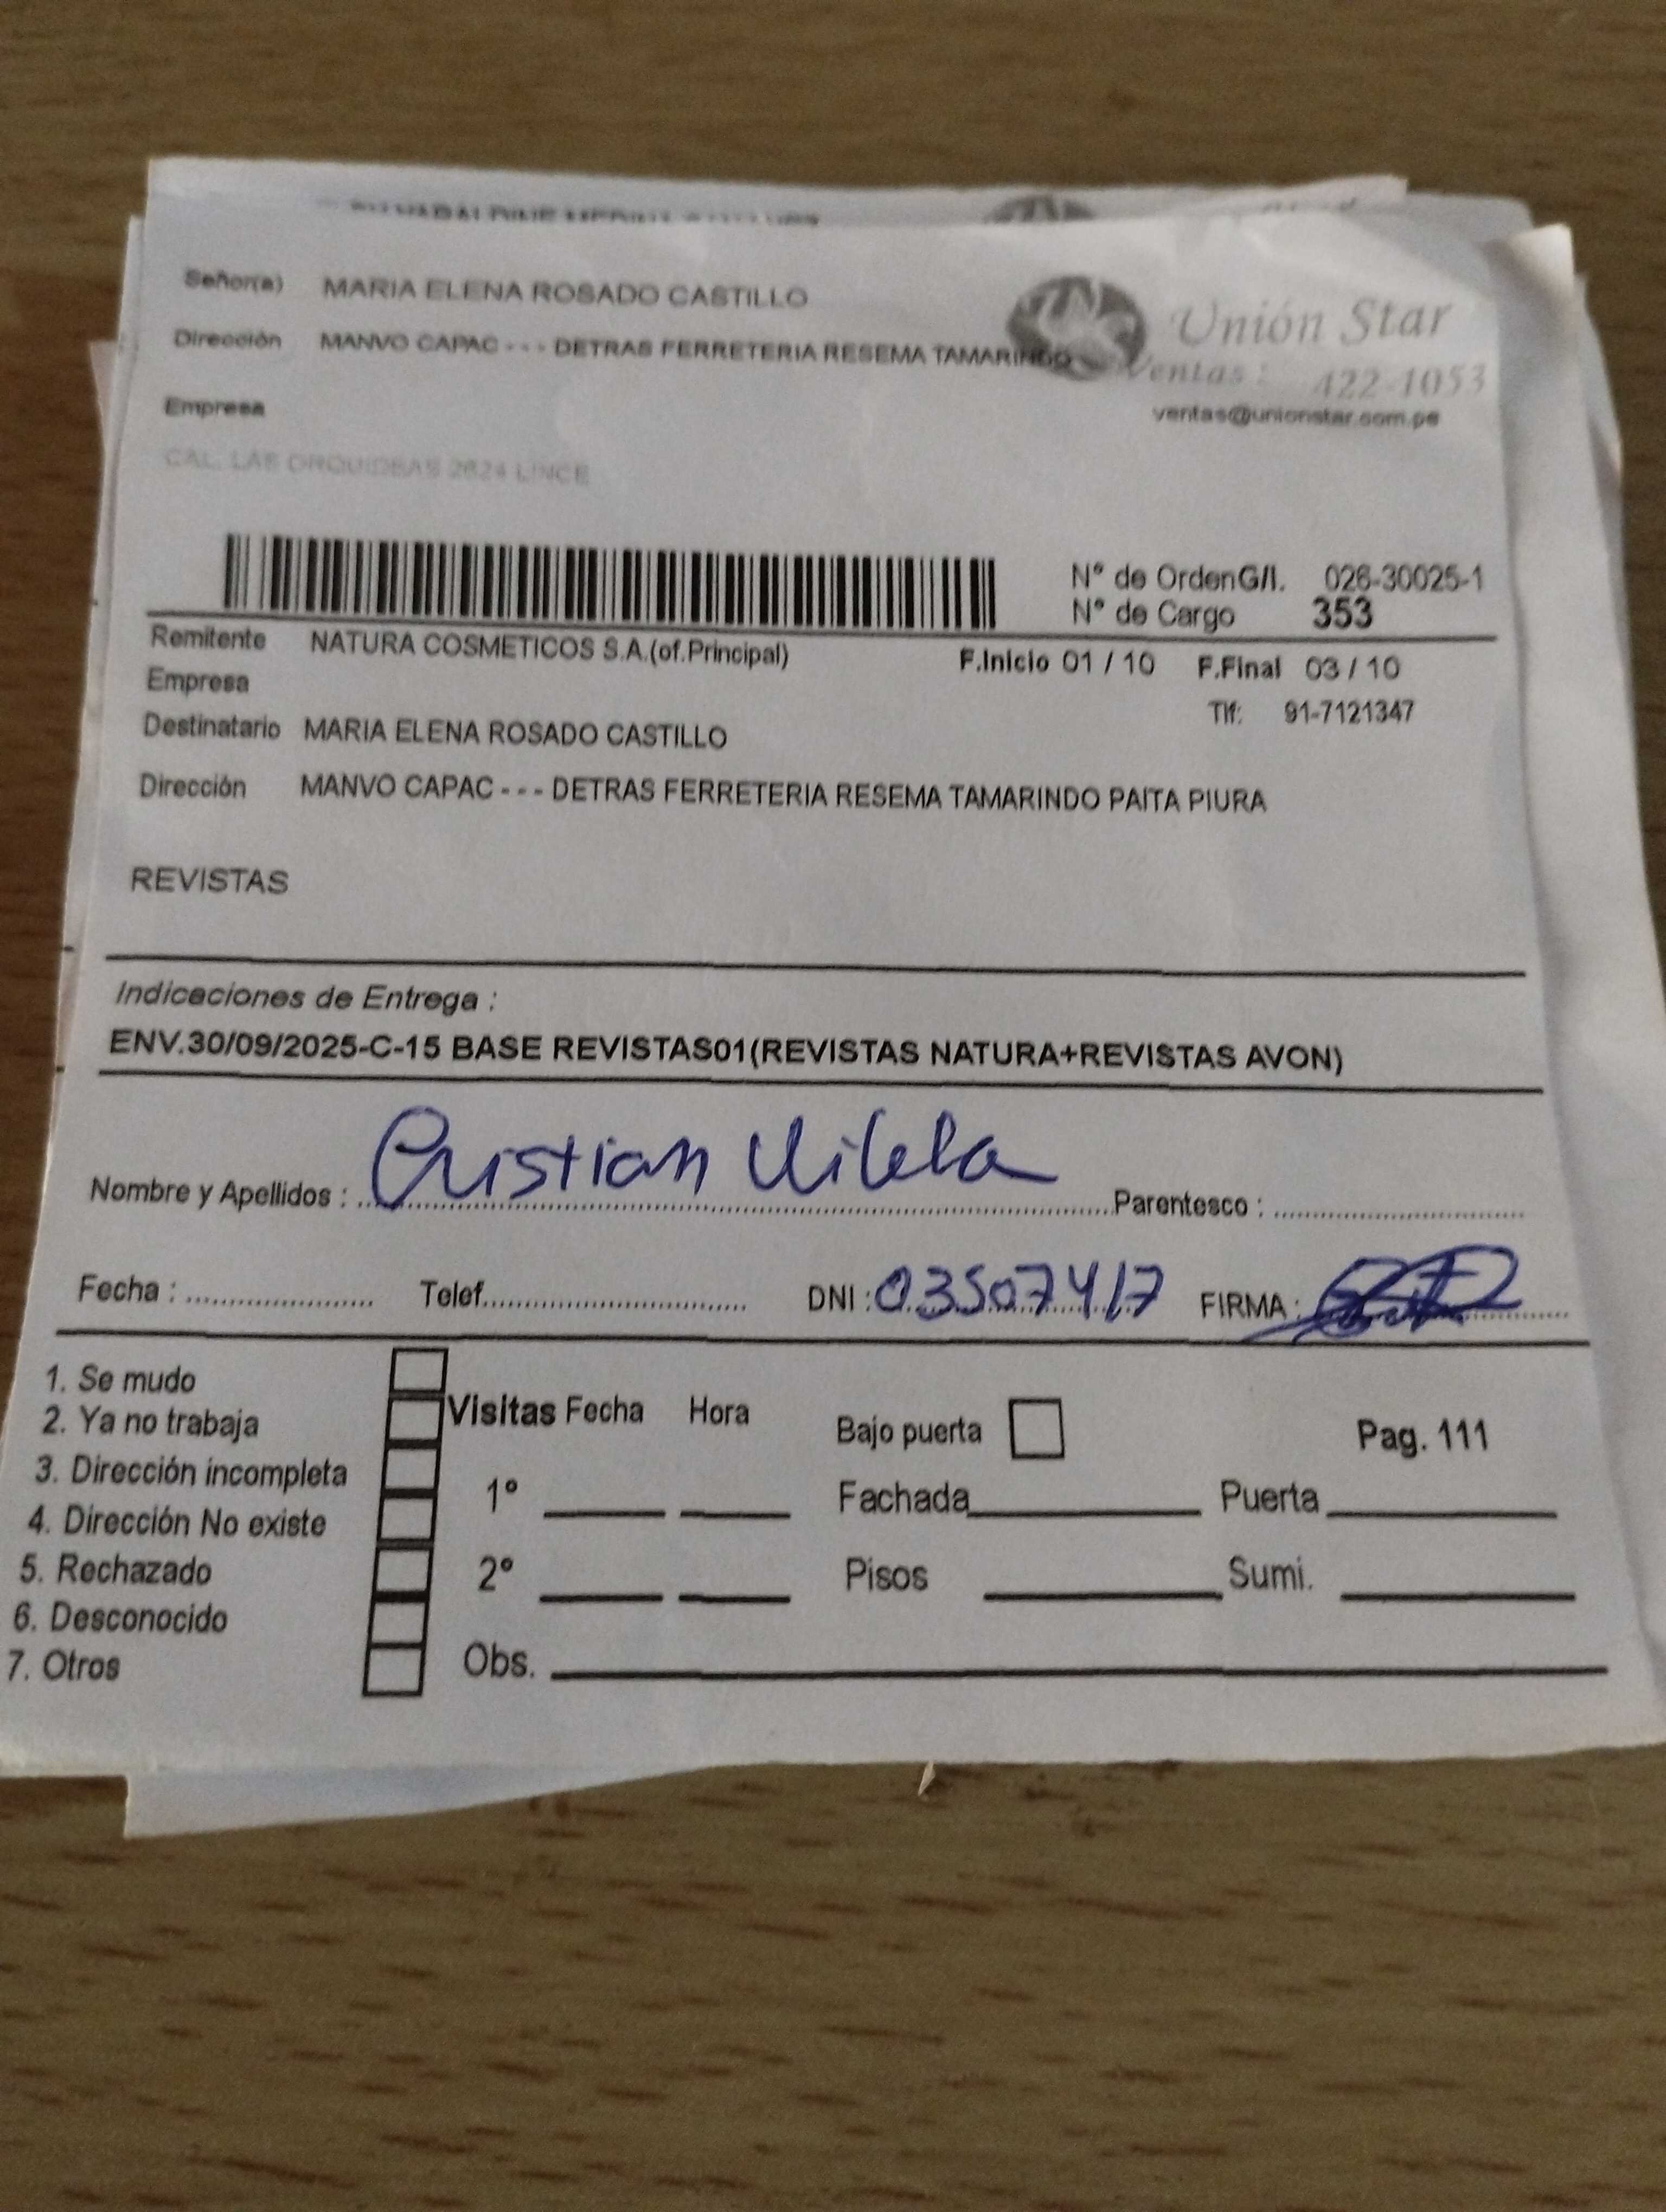 Señor(a) MARIA ELENA ROSADO CASTILLO
Dirección MANVO CAPAC - - - DETRAS FERRETERIA RESEMA TAMARINDO
Unión Star
Ventas : 422-1053
Empresa
ventas@unionstar.com.pe
CAL. LAS ORQUIDEAS 2624 LINCE
N° de Orden G/I. 026-30025-1
N° de Cargo 353
Remitente NATURA COSMETICOS S.A.(of.Principal)
F.Inicio 01 / 10 F.Final 03 / 10
Empresa
Tlf: 91-7121347
Destinatario MARIA ELENA ROSADO CASTILLO
Dirección MANVO CAPAC - - - DETRAS FERRETERIA RESEMA TAMARINDO PAITA PIURA
REVISTAS
Indicaciones de Entrega :
ENV.30/09/2025-C-15 BASE REVISTAS01(REVISTAS NATURA+REVISTAS AVON)
Nombre y Apellidos : Cristian Vilela Parentesco :
Fecha : Telef. DNI : 03507417 FIRMA :
1. Se mudo
2. Ya no trabaja
3. Dirección incompleta
4. Dirección No existe
5. Rechazado
6. Desconocido
7. Otros
Visitas Fecha Hora
1°
2°
Obs.
Bajo puerta Pag. 111
Fachada Puerta
Pisos Sumi.